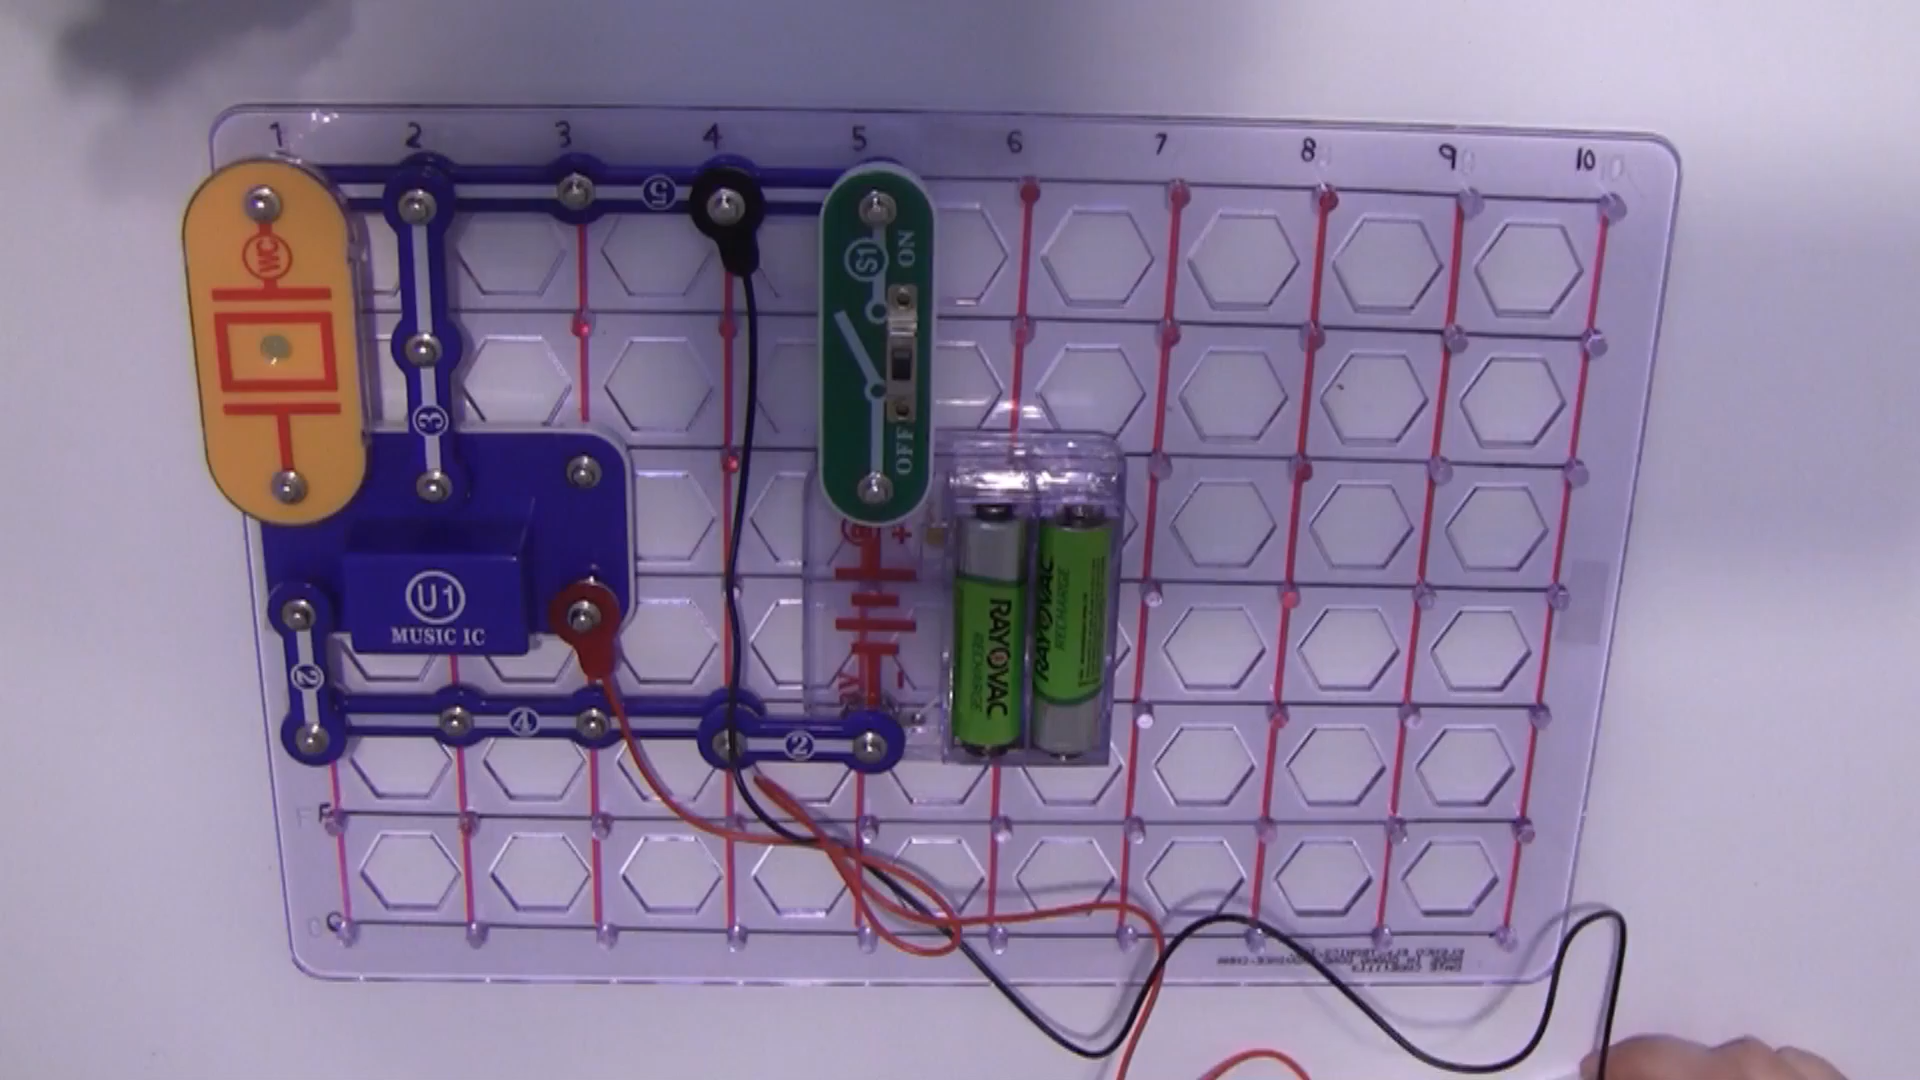 1 2 3 4 5 6 7 8 9 10
5
WC
S1
ON
OFF
3
+
U1
MUSIC IC
RAYOVAC
RECHARGE
RAYOVAC
RECHARGE
2
4
2
-
F
G